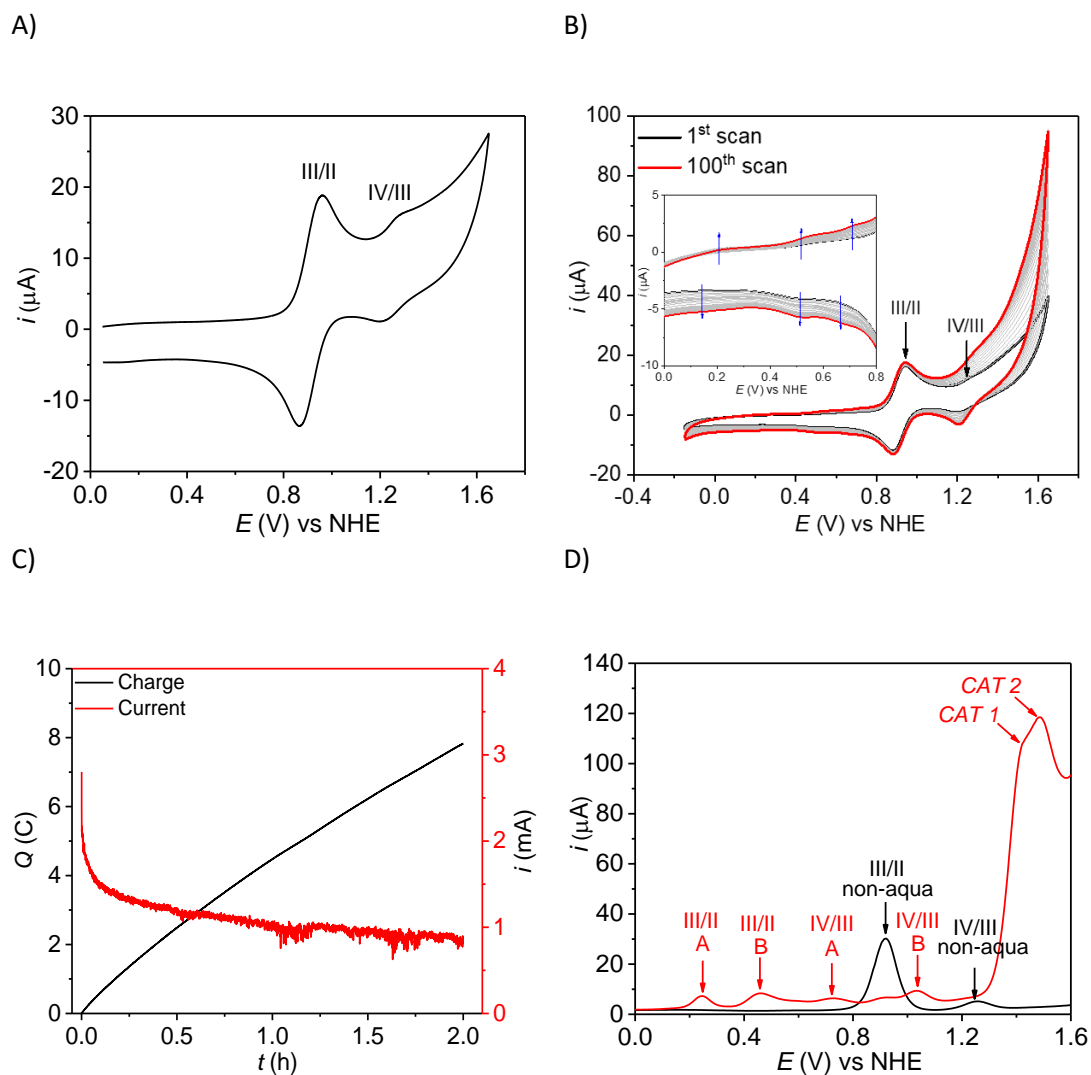 A)
30
20
10
0
-10
-20
0.0
0.4
0.8
1.2
1.6
i (μA)
E (V) vs NHE
III/II
IV/III
B)
100
80
60
40
20
0
-20
-0.4
0.0
0.4
0.8
1.2
1.6
i (μA)
E (V) vs NHE
1st scan
100th scan
III/II
IV/III
5
0
-5
-10
0.0
0.2
0.4
0.6
0.8
i (μA)
E (V) vs NHE
C)
10
8
6
4
2
0
0.0
0.5
1.0
1.5
2.0
Q (C)
t (h)
4
3
2
1
0
i (mA)
Charge
Current
D)
140
120
100
80
60
40
20
0
0.0
0.4
0.8
1.2
1.6
i (μA)
E (V) vs NHE
CAT 2
CAT 1
III/II
non-aqua
III/II
A
III/II
B
IV/III
A
IV/III
B
IV/III
non-aqua